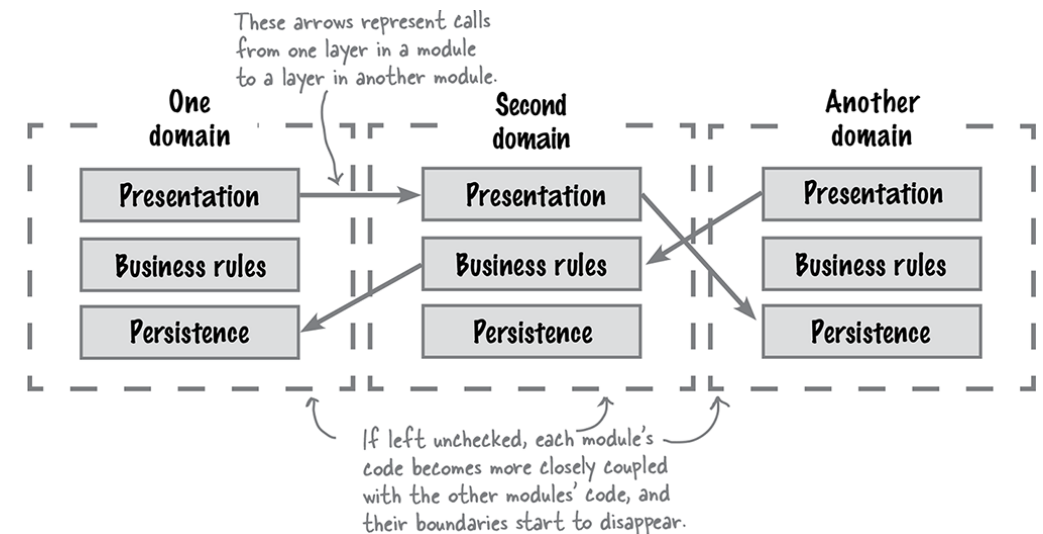 These arrows represent calls
from one layer in a module
to a layer in another module.
One
domain
Second
domain
Another
domain
Presentation
Presentation
Presentation
Business rules
Business rules
Business rules
Persistence
Persistence
Persistence
If left unchecked, each module's
code becomes more closely coupled
with the other modules' code, and
their boundaries start to disappear.